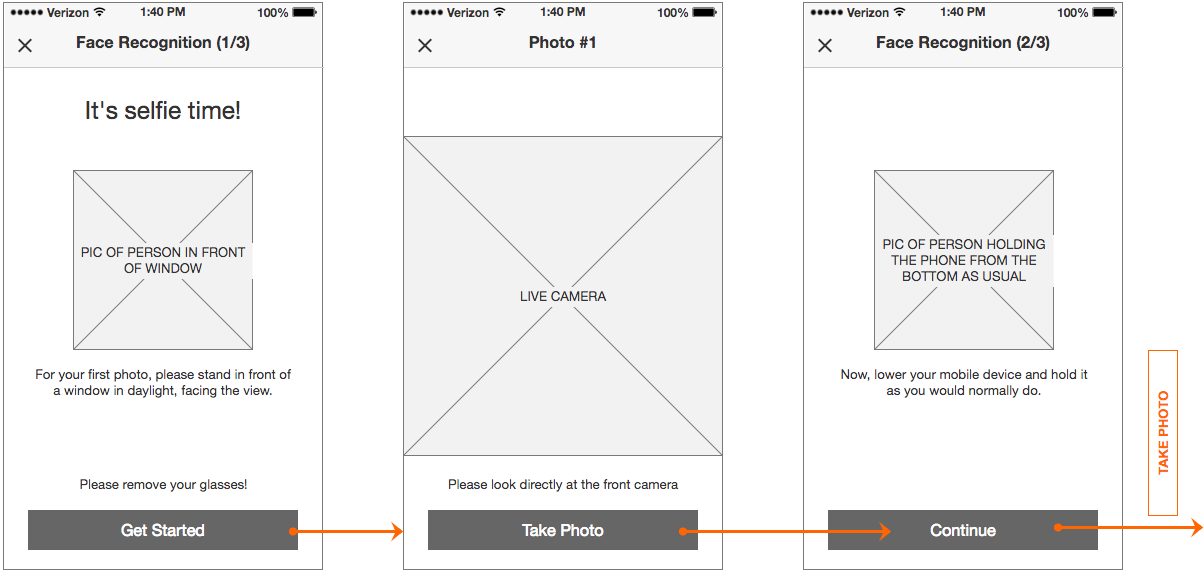 Verizon 1:40 PM 100%
Face Recognition (1/3)
It's selfie time!
PIC OF PERSON IN FRONT
OF WINDOW
For your first photo, please stand in front of
a window in daylight, facing the view.
Please remove your glasses!
Get Started
Verizon 1:40 PM 100%
Photo #1
LIVE CAMERA
Please look directly at the front camera
Take Photo
Verizon 1:40 PM 100%
Face Recognition (2/3)
PIC OF PERSON HOLDING
THE PHONE FROM THE
BOTTOM AS USUAL
Now, lower your mobile device and hold it
as you would normally do.
Continue
TAKE PHOTO